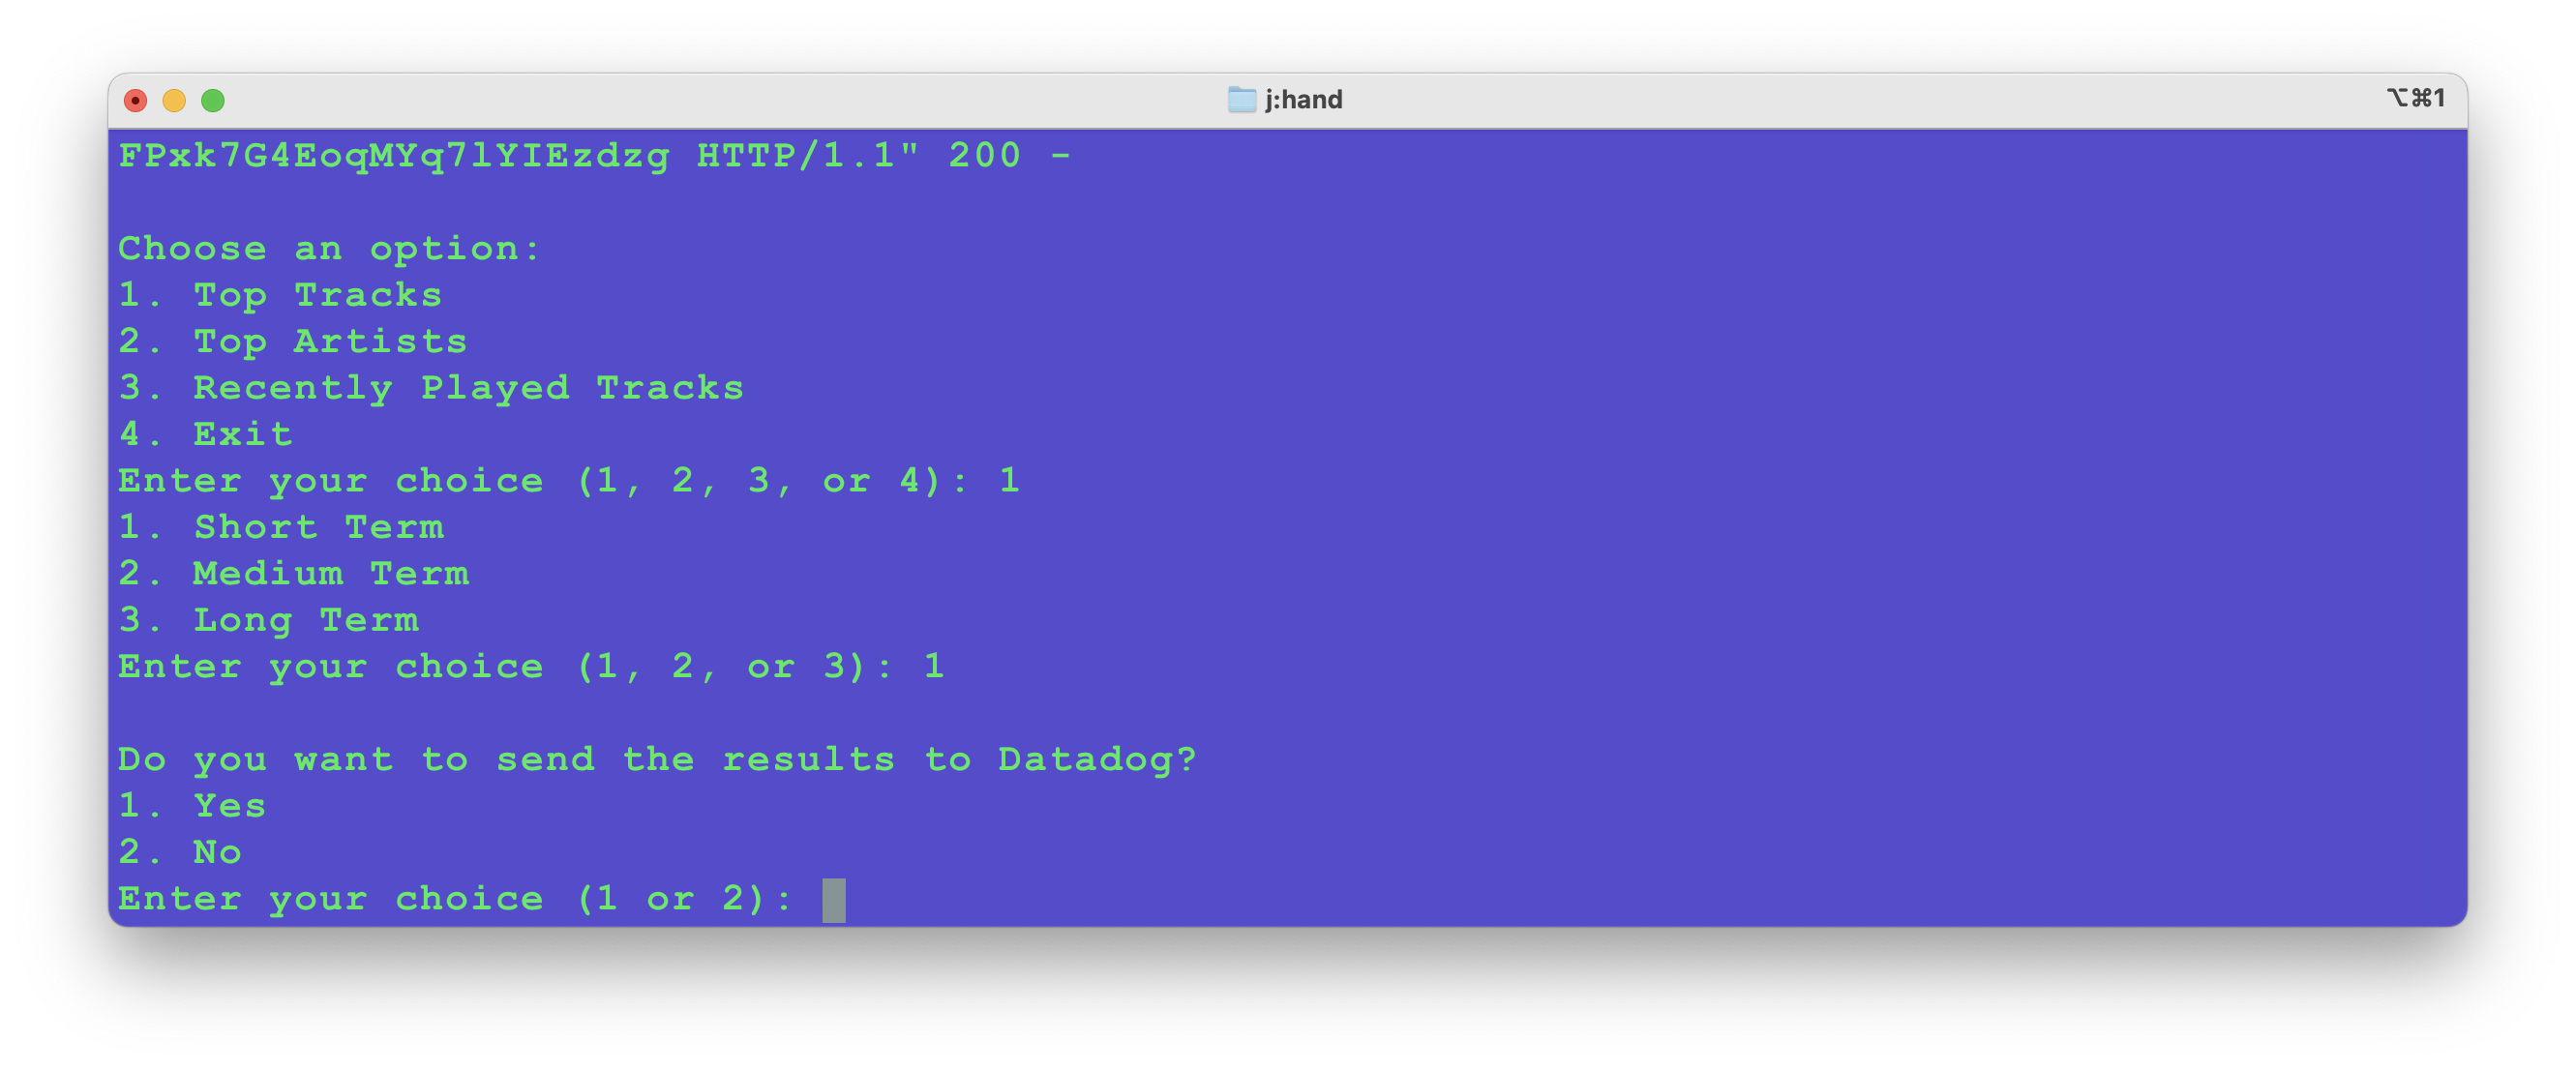 j:hand
⌥⌘1
FPxk7G4EoqMYq7lYIEzdzg HTTP/1.1" 200 -
Choose an option:
1. Top Tracks
2. Top Artists
3. Recently Played Tracks
4. Exit
Enter your choice (1, 2, 3, or 4): 1
1. Short Term
2. Medium Term
3. Long Term
Enter your choice (1, 2, or 3): 1
Do you want to send the results to Datadog?
1. Yes
2. No
Enter your choice (1 or 2):